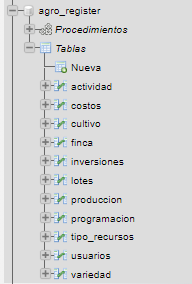 agro_register
Procedimientos
Tablas
Nueva
actividad
costos
cultivo
finca
inversiones
lotes
produccion
programacion
tipo_recursos
usuarios
variedad